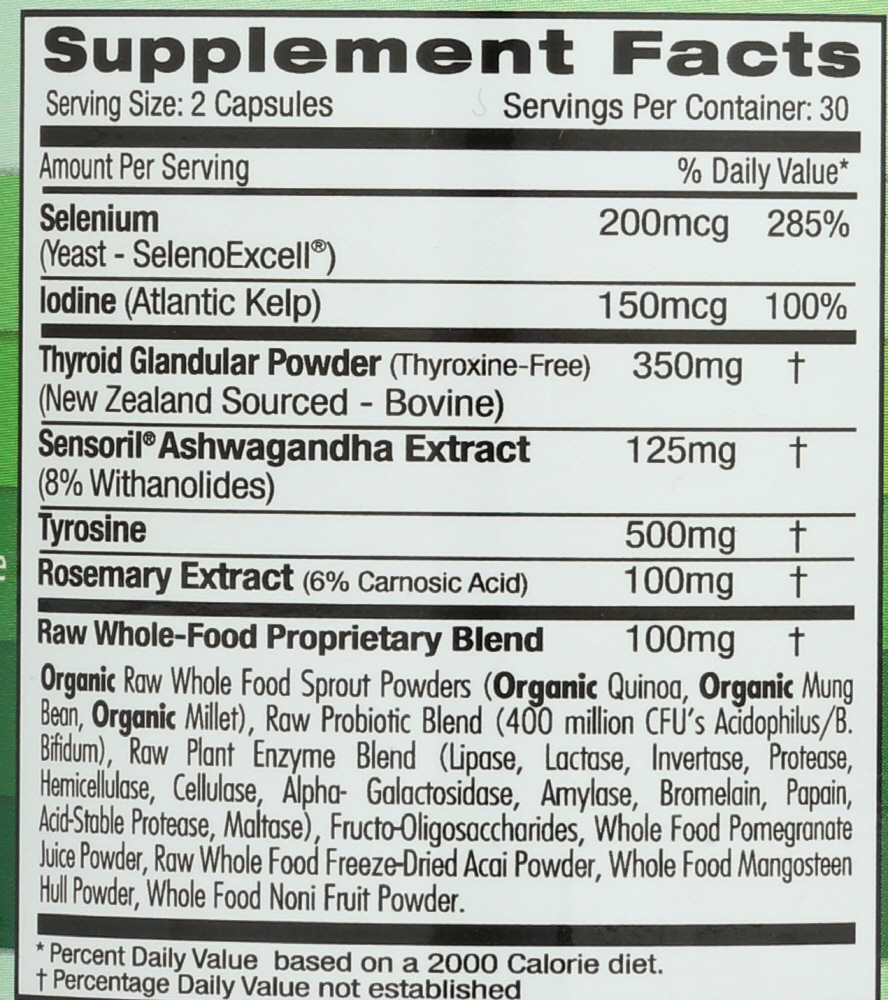 Supplement Facts
Serving Size: 2 Capsules Servings Per Container: 30
Amount Per Serving % Daily Value*
Selenium 200mcg 285%
(Yeast - SelenoExcell®)
Iodine (Atlantic Kelp) 150mcg 100%
Thyroid Glandular Powder (Thyroxine-Free) 350mg †
(New Zealand Sourced - Bovine)
Sensoril® Ashwagandha Extract 125mg †
(8% Withanolides)
Tyrosine 500mg †
Rosemary Extract (6% Carnosic Acid) 100mg †
Raw Whole-Food Proprietary Blend 100mg †
Organic Raw Whole Food Sprout Powders (Organic Quinoa, Organic Mung
Bean, Organic Millet), Raw Probiotic Blend (400 million CFU's Acidophilus/B.
Bifidum), Raw Plant Enzyme Blend (Lipase, Lactase, Invertase, Protease,
Hemicellulase, Cellulase, Alpha- Galactosidase, Amylase, Bromelain, Papain,
Acid-Stable Protease, Maltase), Fructo-Oligosaccharides, Whole Food Pomegranate
Juice Powder, Raw Whole Food Freeze-Dried Acai Powder, Whole Food Mangosteen
Hull Powder, Whole Food Noni Fruit Powder.
* Percent Daily Value based on a 2000 Calorie diet.
† Percentage Daily Value not established